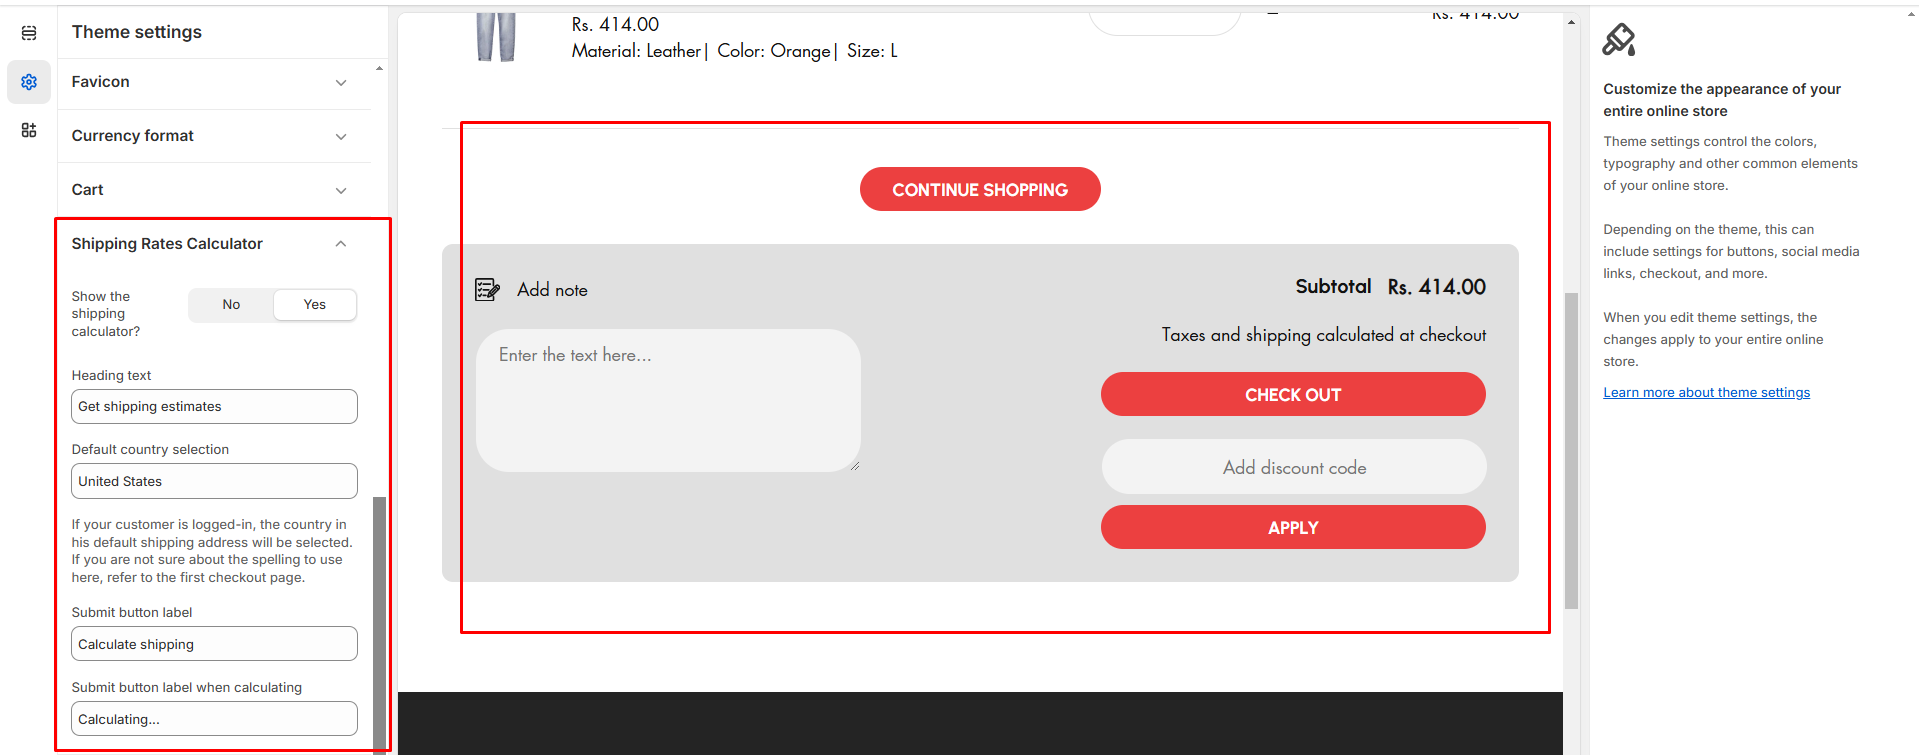 Theme settings
Favicon
Currency format
Cart
Shipping Rates Calculator
Show the
shipping
calculator?
No
Yes
Heading text
Get shipping estimates
Default country selection
United States
If your customer is logged-in, the country in
his default shipping address will be selected.
If you are not sure about the spelling to use
here, refer to the first checkout page.
Submit button label
Calculate shipping
Submit button label when calculating
Calculating...
Rs. 414.00
Material: Leather| Color: Orange| Size: L
Rs. 414.00
CONTINUE SHOPPING
Add note
Enter the text here...
Subtotal Rs. 414.00
Taxes and shipping calculated at checkout
CHECK OUT
Add discount code
APPLY
Customize the appearance of your
entire online store
Theme settings control the colors,
typography and other common elements
of your online store.
Depending on the theme, this can
include settings for buttons, social media
links, checkout, and more.
When you edit theme settings, the
changes apply to your entire online
store.
Learn more about theme settings